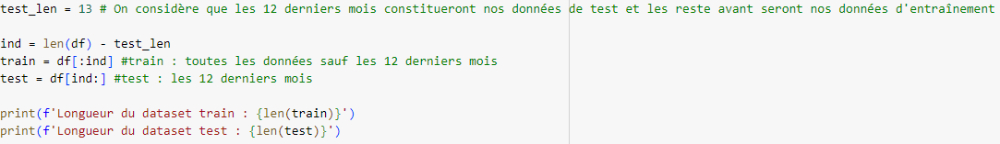 test_len = 13 # On considère que les 12 derniers mois constitueront nos données de test et les reste avant seront nos données d'entraînement
ind = len(df) - test_len
train = df[:ind] #train : toutes les données sauf les 12 derniers mois
test = df[ind:] #test : les 12 derniers mois
print(f'Longueur du dataset train : {len(train)}')
print(f'Longueur du dataset test : {len(test)}')